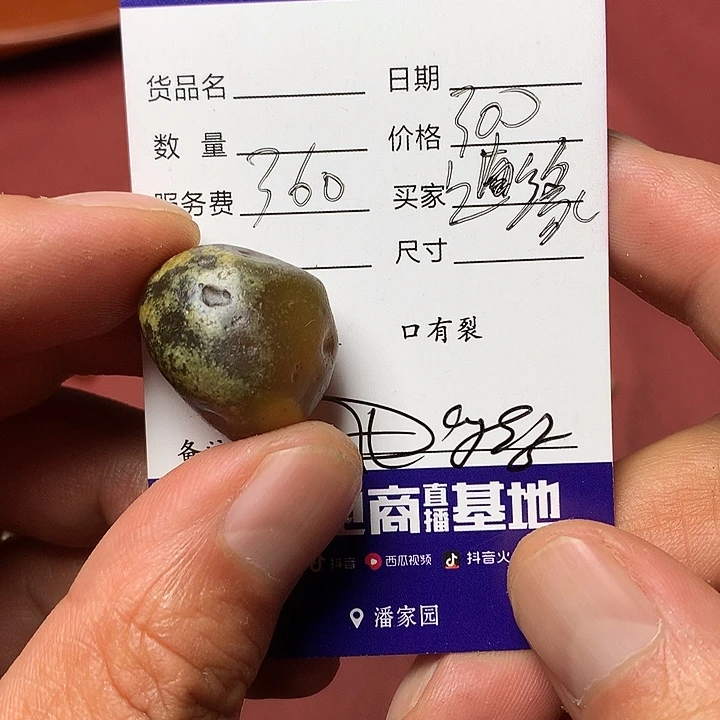 货品名 日期
数 量 价格 300
服务费 360 买家
尺寸
口有裂
备
电商直播基地
抖音 西瓜视频 抖音火
潘家园